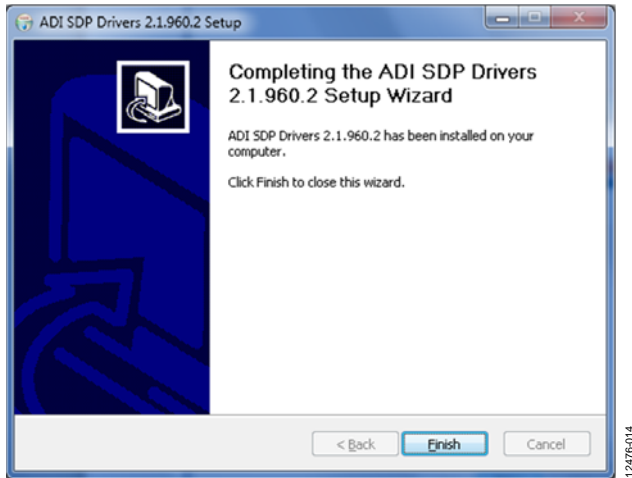 ADI SDP Drivers 2.1.960.2 Setup
Completing the ADI SDP Drivers
2.1.960.2 Setup Wizard
ADI SDP Drivers 2.1.960.2 has been installed on your
computer.
Click Finish to close this wizard.
< Back
Finish
Cancel
12476-014